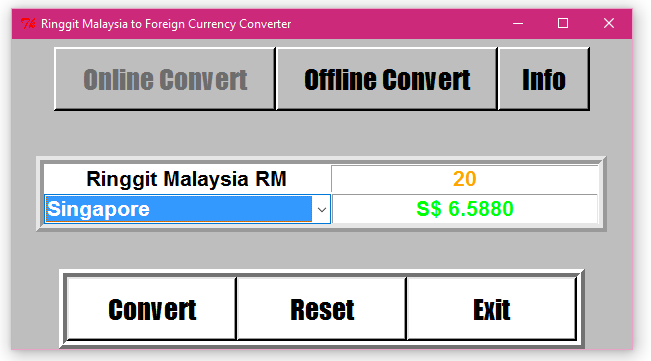 Ringgit Malaysia to Foreign Currency Converter
Online Convert Offline Convert Info
Ringgit Malaysia RM 20
Singapore S$ 6.5880
Convert Reset Exit